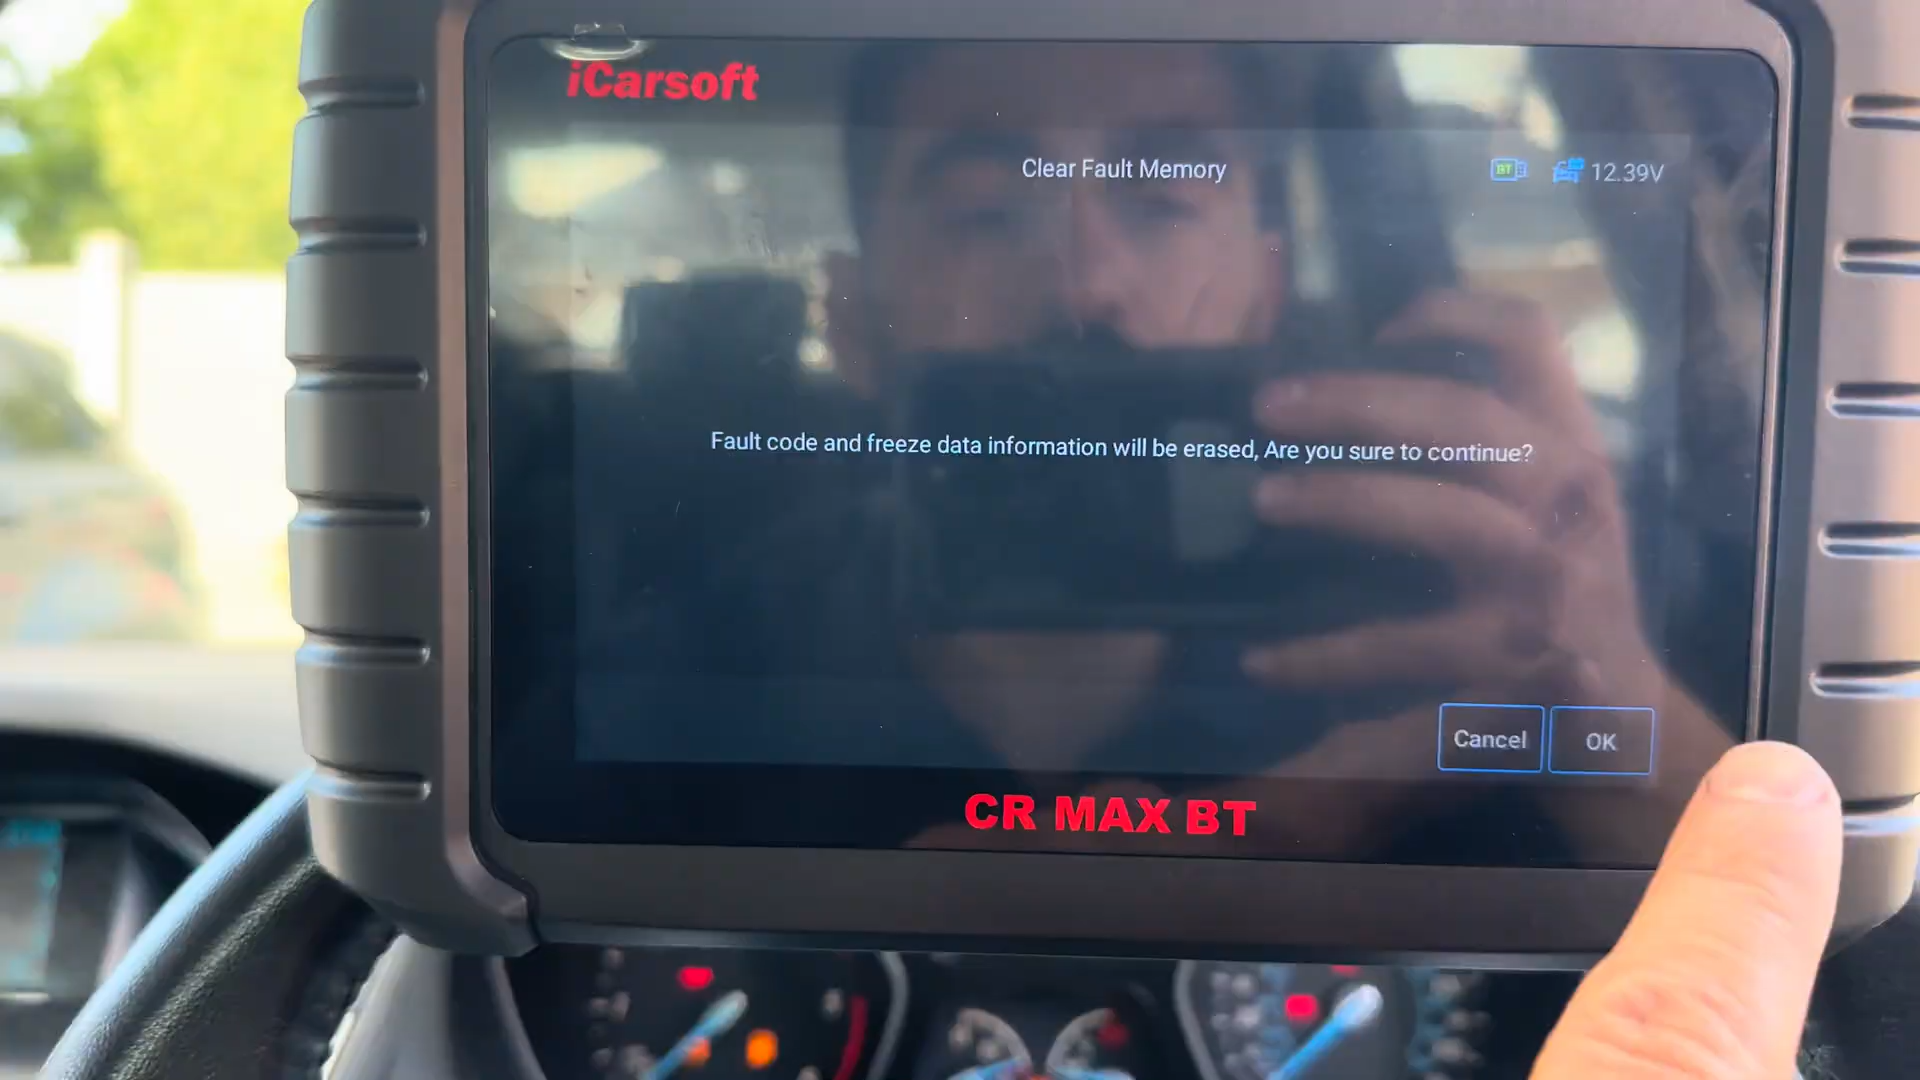 iCarsoft
Clear Fault Memory
BT
12.39V
Fault code and freeze data information will be erased, Are you sure to continue?
Cancel
OK
CR MAX BT